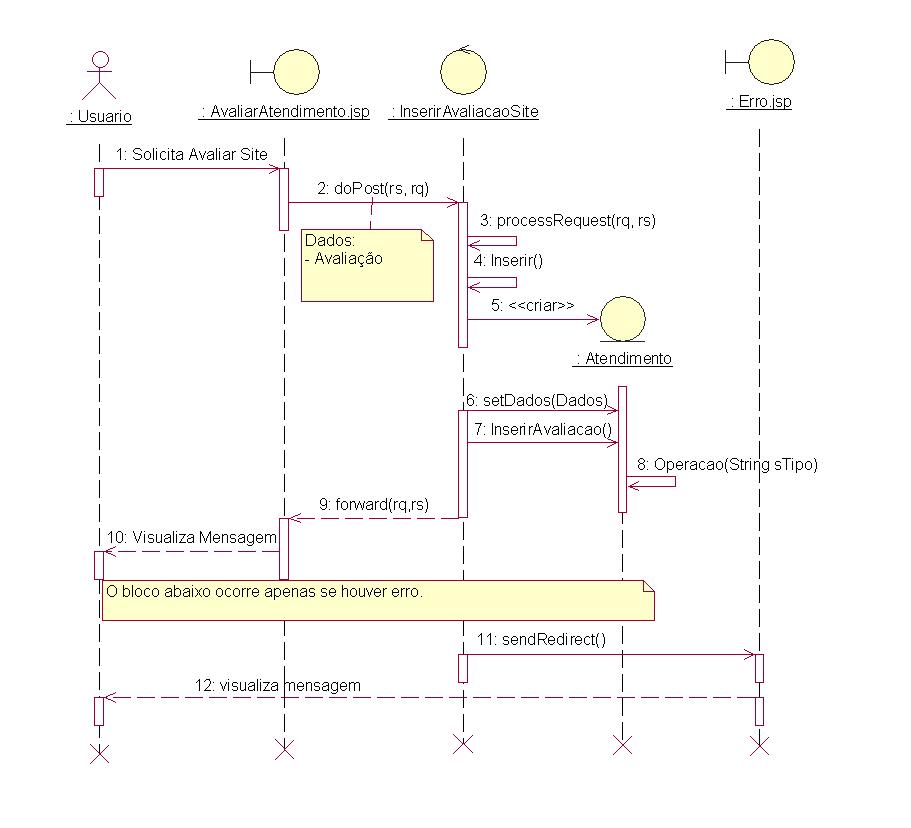 : Usuario
: AvaliarAtendimento.jsp
: InserirAvaliacaoSite
: Erro.jsp
1: Solicita Avaliar Site
2: doPost(rs, rq)
Dados:
- Avaliação
3: processRequest(rq, rs)
4: Inserir()
5: <<criar>>
: Atendimento
6: setDados(Dados)
7: InserirAvaliacao()
8: Operacao(String sTipo)
9: forward(rq,rs)
10: Visualiza Mensagem
O bloco abaixo ocorre apenas se houver erro.
11: sendRedirect()
12: visualiza mensagem